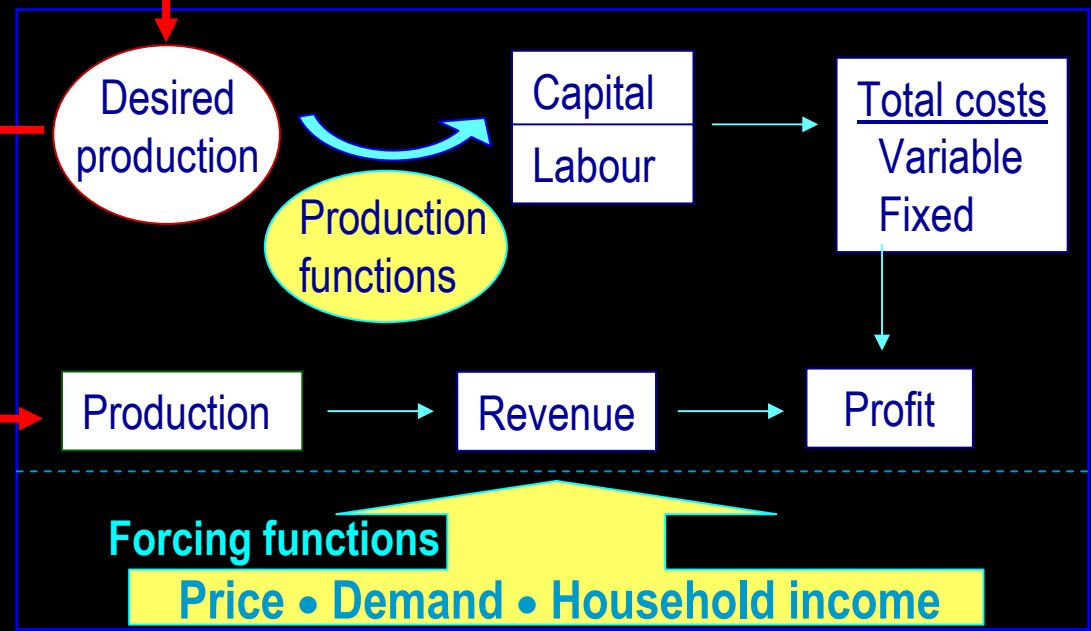 Desired
production
Production
functions
Capital
Labour
Total costs
Variable
Fixed
Production
Revenue
Profit
Forcing functions
Price • Demand • Household income